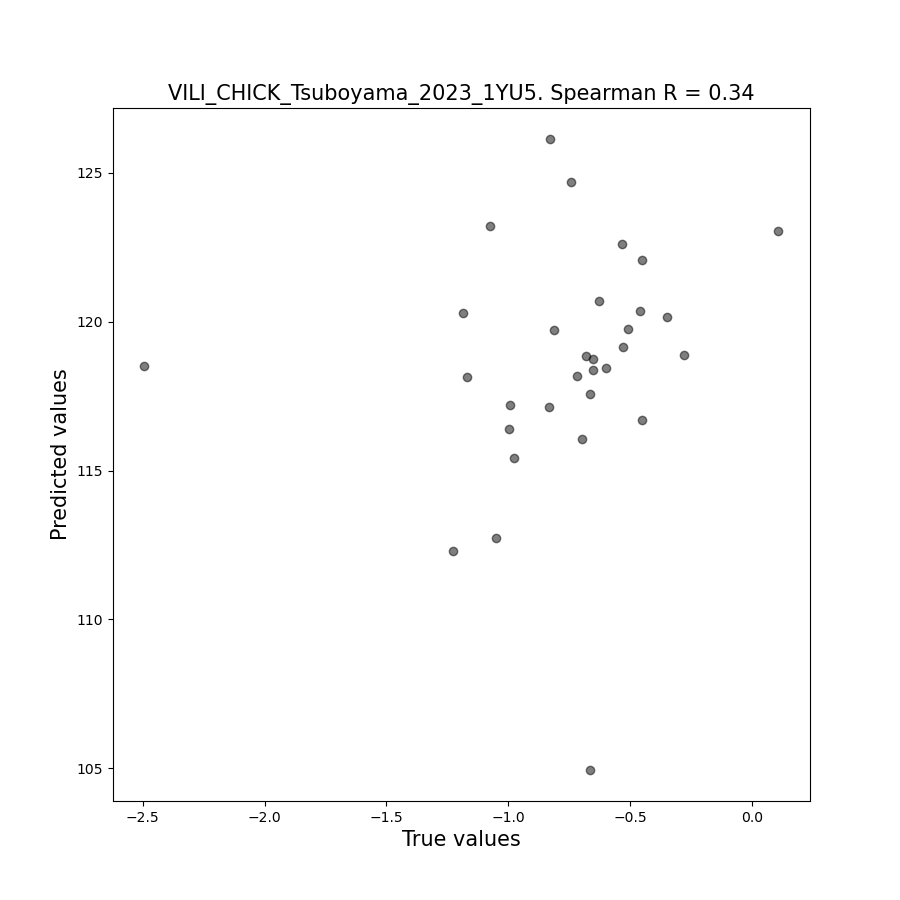 VILI_CHICK_Tsuboyama_2023_1YU5. Spearman R = 0.34
125
120
115
110
105
Predicted values
−2.5 −2.0 −1.5 −1.0 −0.5 0.0
True values